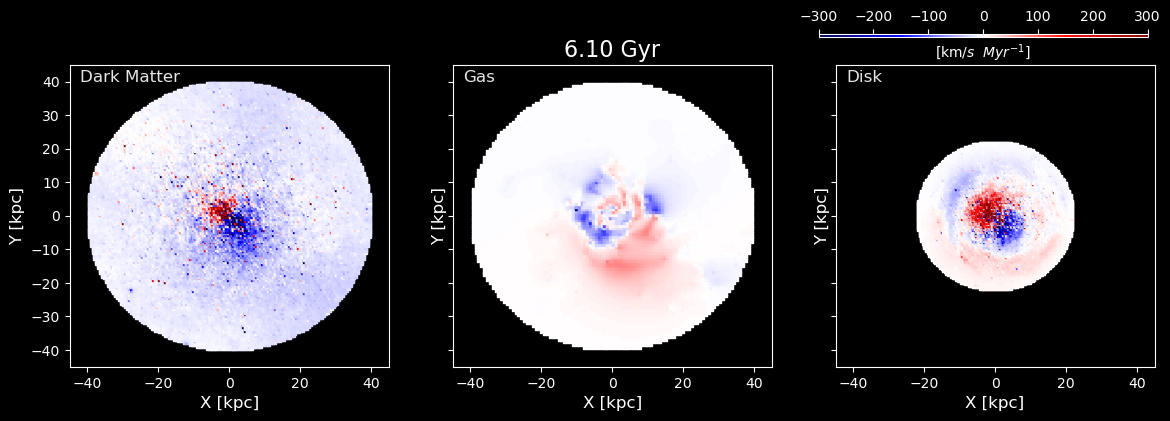 −300 −200 −100 0 100 200 300
[km/s Myr⁻¹]
6.10 Gyr
Dark Matter
Gas
Disk
40
30
20
10
0
−10
−20
−30
−40
Y [kpc]
Y [kpc]
Y [kpc]
−40 −20 0 20 40
−40 −20 0 20 40
−40 −20 0 20 40
X [kpc]
X [kpc]
X [kpc]